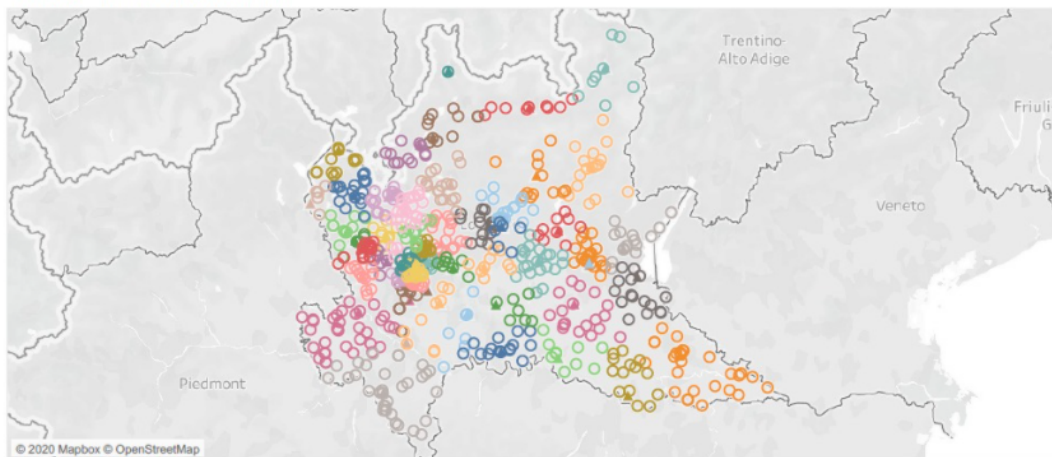 Trentino-
Alto Adige
Friuli
G
Veneto
Piedmont
© 2020 Mapbox © OpenStreetMap